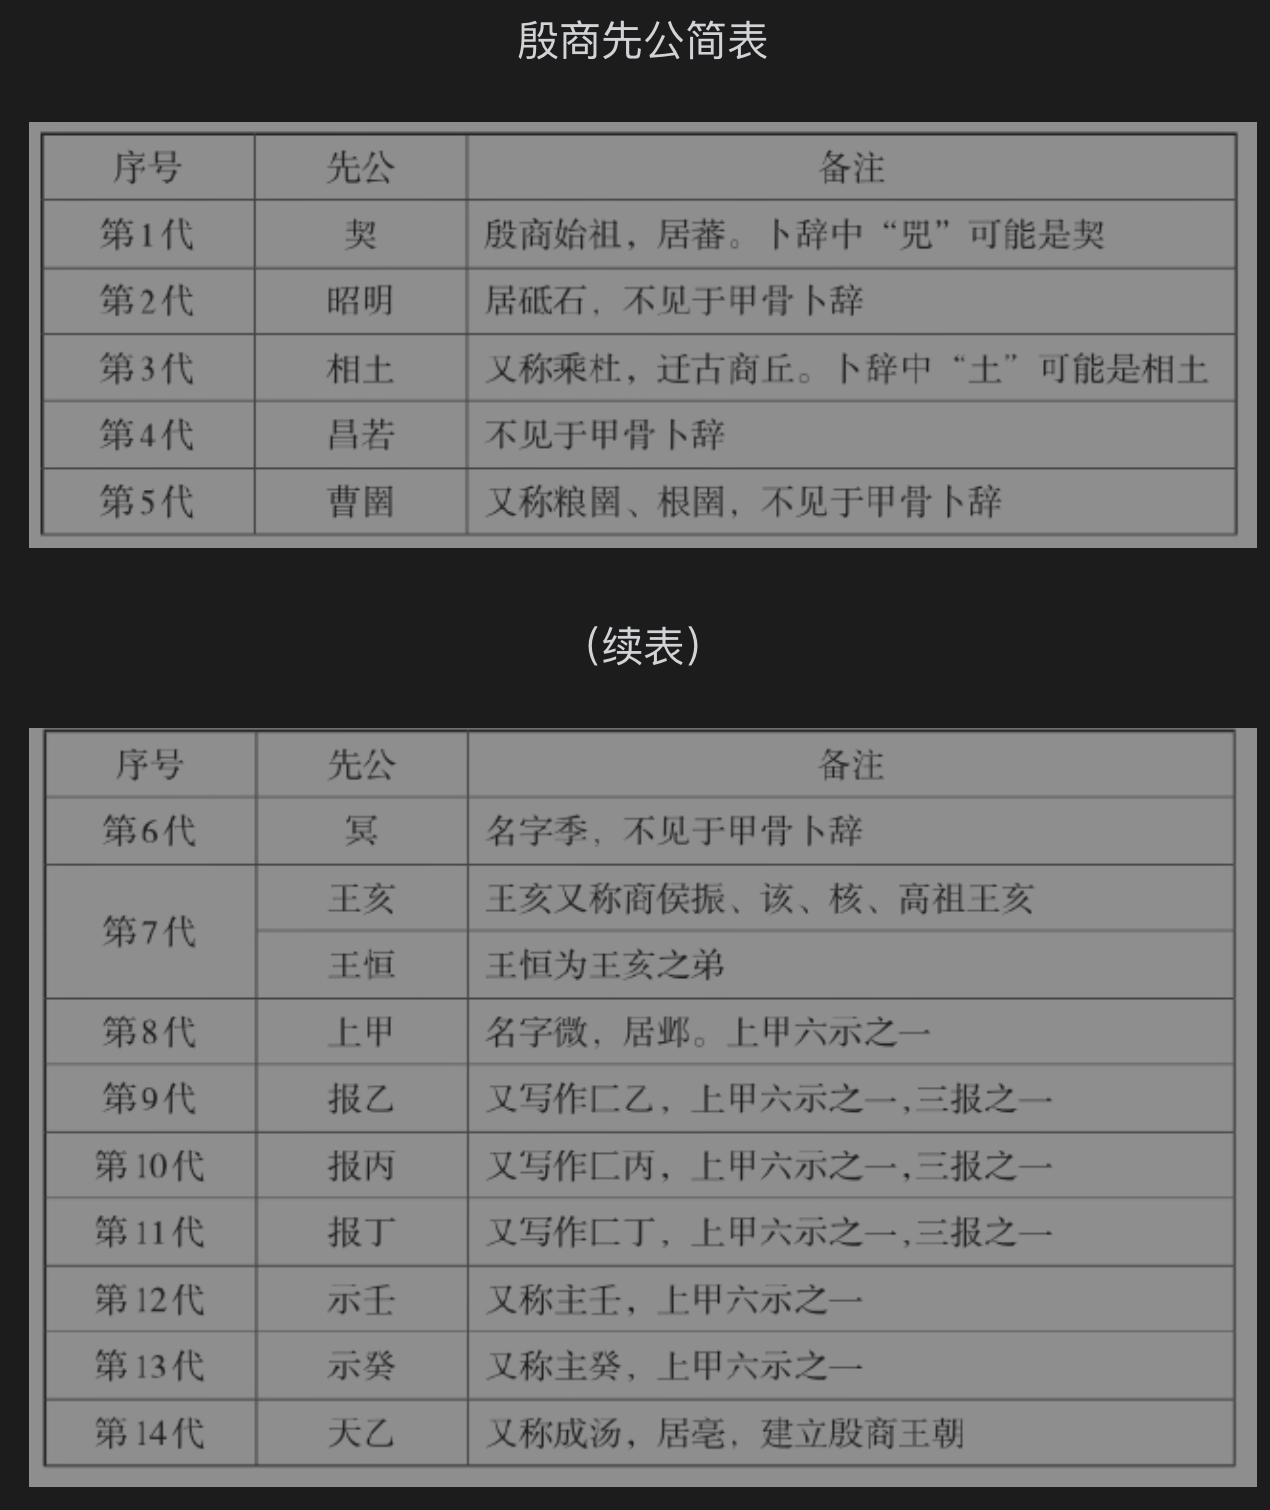 殷商先公简表
序号 先公 备注
第1代 契 殷商始祖，居蕃。卜辞中“兕”可能是契
第2代 昭明 居砥石，不见于甲骨卜辞
第3代 相土 又称乘杜，迁古商丘。卜辞中“土”可能是相土
第4代 昌若 不见于甲骨卜辞
第5代 曹圉 又称粮圉、根圉，不见于甲骨卜辞
（续表）
序号 先公 备注
第6代 冥 名字季，不见于甲骨卜辞
第7代 王亥 王亥又称商侯振、该、核、高祖王亥
王恒 王恒为王亥之弟
第8代 上甲 名字微，居邺。上甲六示之一
第9代 报乙 又写作匚乙，上甲六示之一,三报之一
第10代 报丙 又写作匚丙，上甲六示之一,三报之一
第11代 报丁 又写作匚丁，上甲六示之一,三报之一
第12代 示壬 又称主壬，上甲六示之一
第13代 示癸 又称主癸，上甲六示之一
第14代 天乙 又称成汤，居亳，建立殷商王朝